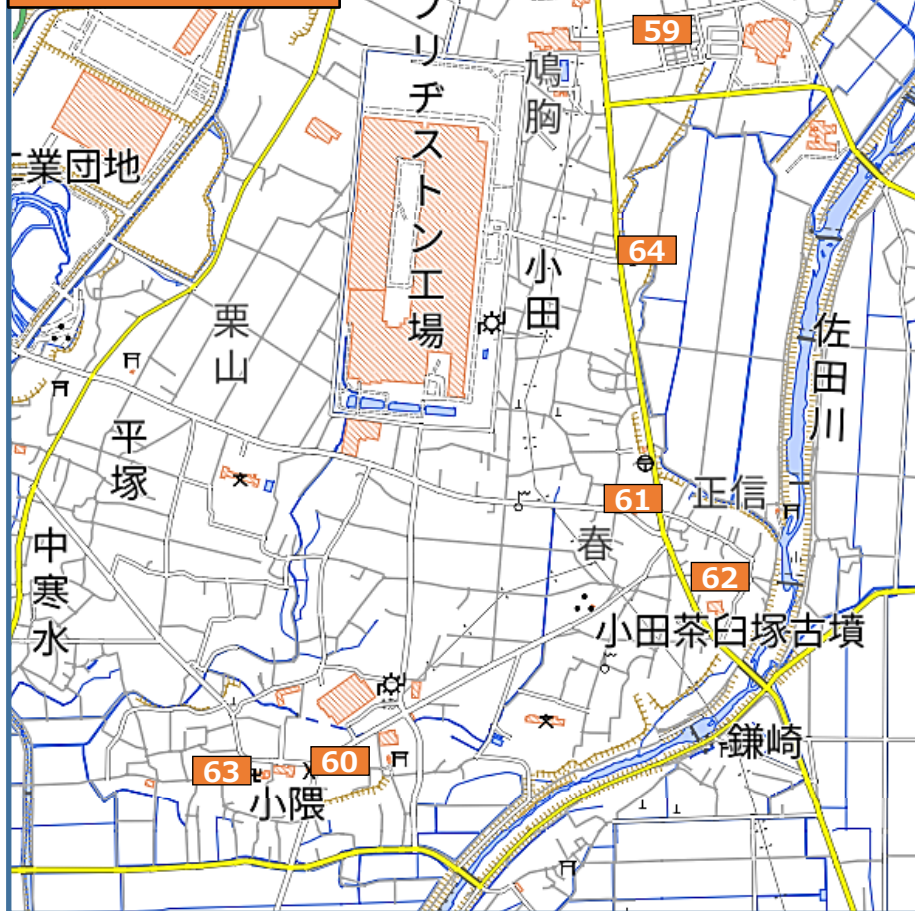 ブリヂストン工場
59
鳩胸
工業団地
64
小田
栗山
佐田川
平塚
61
正信
春
中寒水
62
小田茶臼塚古墳
鎌崎
63
60
小隈